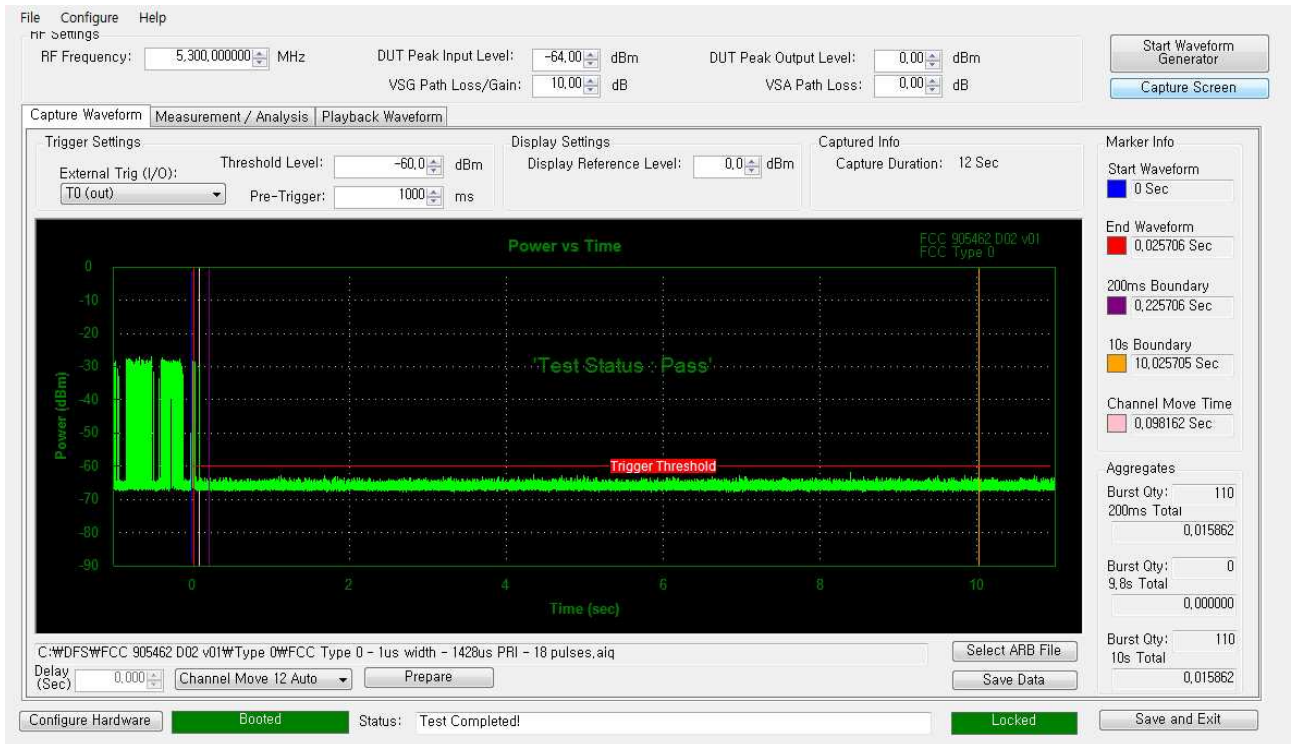 File Configure Help
RF Settings
RF Frequency: 5,300,000000 MHz DUT Peak Input Level: -64,00 dBm DUT Peak Output Level: 0,00 dBm
VSG Path Loss/Gain: 10,00 dB VSA Path Loss: 0,00 dB
Start Waveform
Generator
Capture Screen
Capture Waveform Measurement / Analysis Playback Waveform
Trigger Settings
External Trig (I/O):
T0 (out)
Threshold Level: -60,0 dBm
Pre-Trigger: 1000 ms
Display Settings
Display Reference Level: 0,0 dBm
Captured Info
Capture Duration: 12 Sec
Power vs Time
FCC 905462 D02 v01
FCC Type 0
0
-10
-20
-30
-40
-50
-60
-70
-80
-90
Power (dBm)
'Test Status : Pass'
Trigger Threshold
0 2 4 6 8 10
Time (sec)
Marker Info
Start Waveform
0 Sec
End Waveform
0,025706 Sec
200ms Boundary
0,225706 Sec
10s Boundary
10,025705 Sec
Channel Move Time
0,098162 Sec
Aggregates
Burst Qty: 110
200ms Total
0,015862
Burst Qty: 0
9,8s Total
0,000000
Burst Qty: 110
10s Total
0,015862
C:₩DFS₩FCC 905462 D02 v01₩Type 0₩FCC Type 0 - 1us width - 1428us PRI - 18 pulses,aiq
Select ARB File
Delay
(Sec) 0,000 Channel Move 12 Auto Prepare
Save Data
Configure Hardware Booted Status: Test Completed! Locked Save and Exit